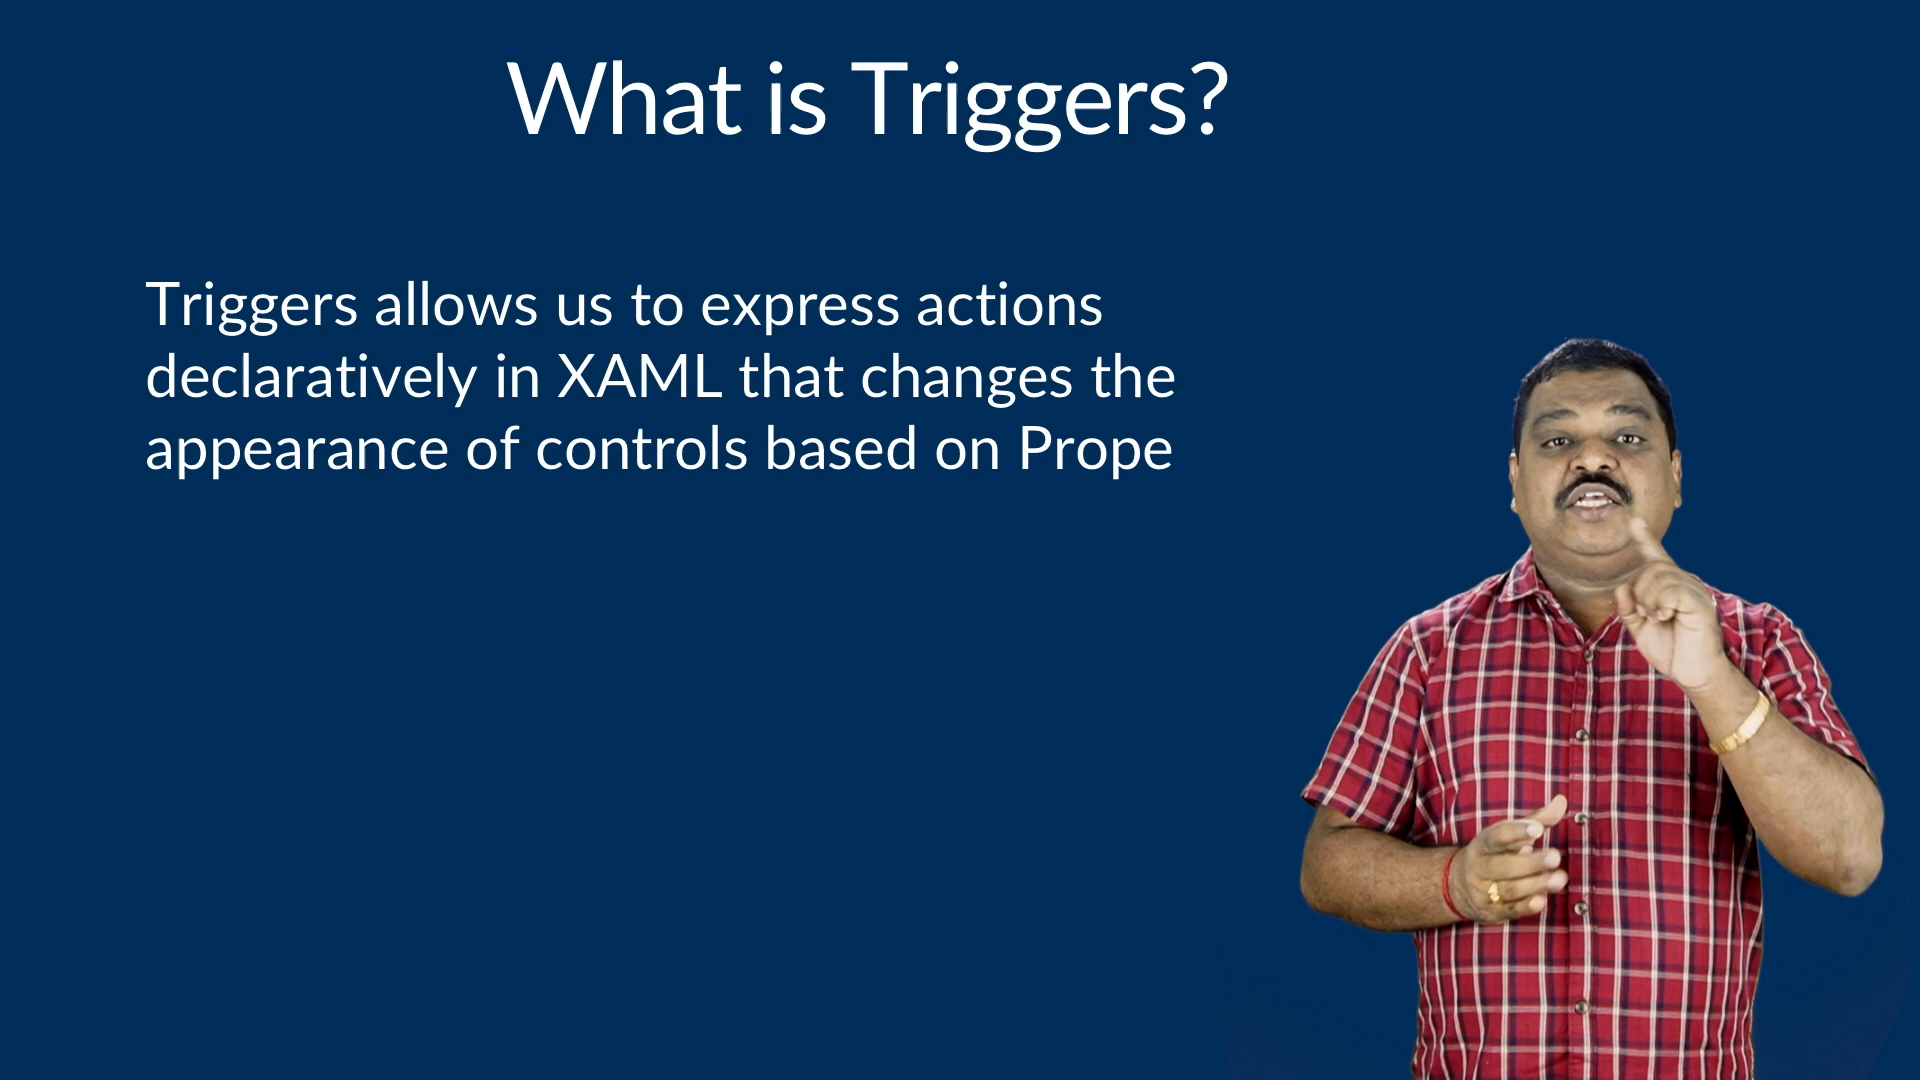 What is Triggers?
Triggers allows us to express actions
declaratively in XAML that changes the
appearance of controls based on Prope